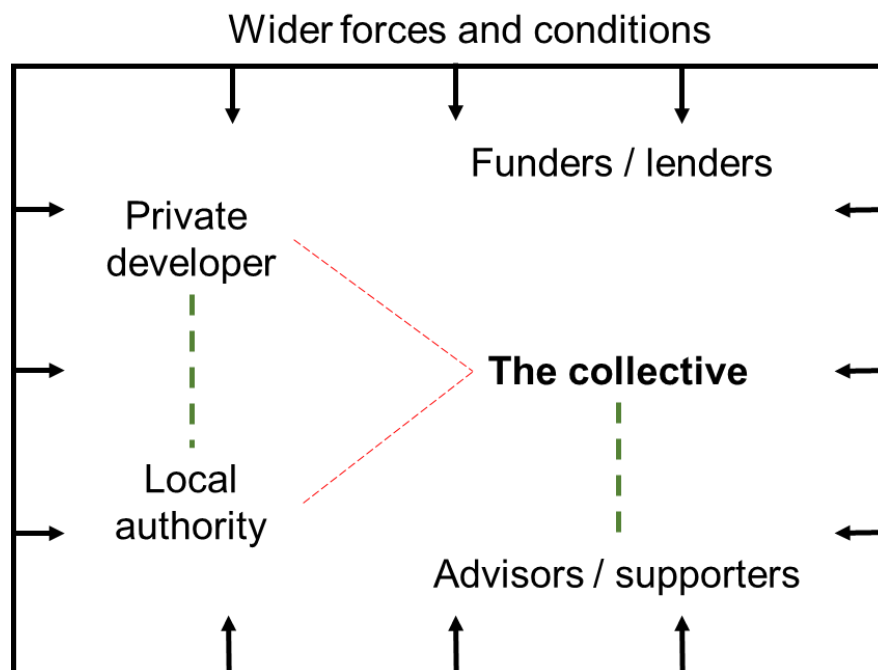 Wider forces and conditions
Funders / lenders
Private
developer
The collective
Local
authority
Advisors / supporters